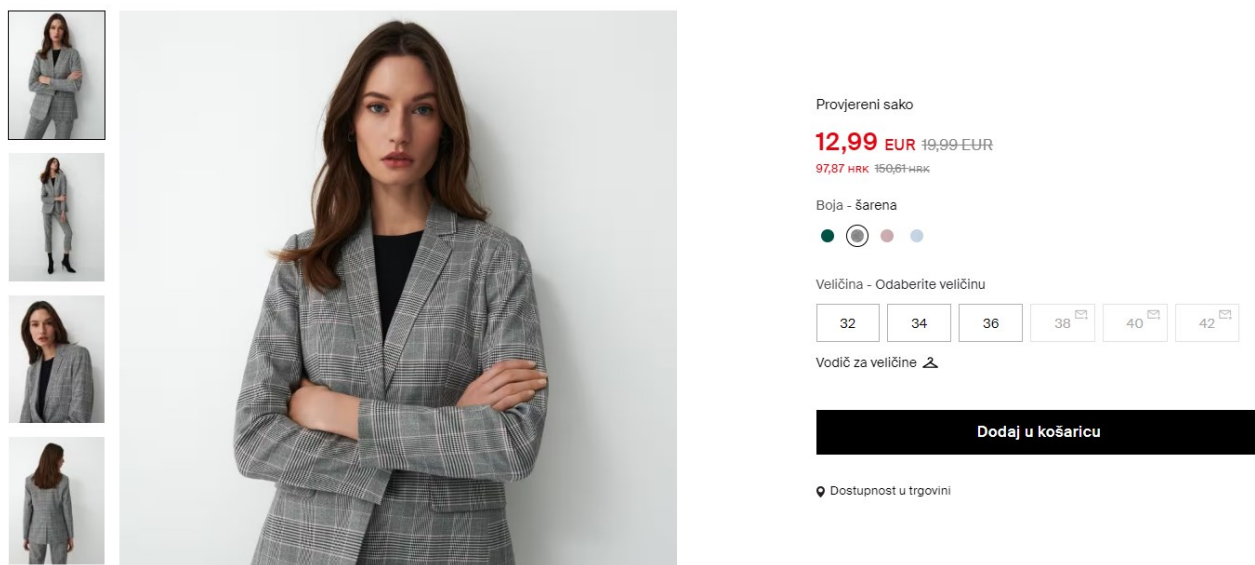 Provjereni sako
12,99 EUR 19,99 EUR
97,87 HRK 150,61 HRK
Boja - šarena
Veličina - Odaberite veličinu
32 34 36 38 40 42
Vodič za veličine
Dodaj u košaricu
Dostupnost u trgovini